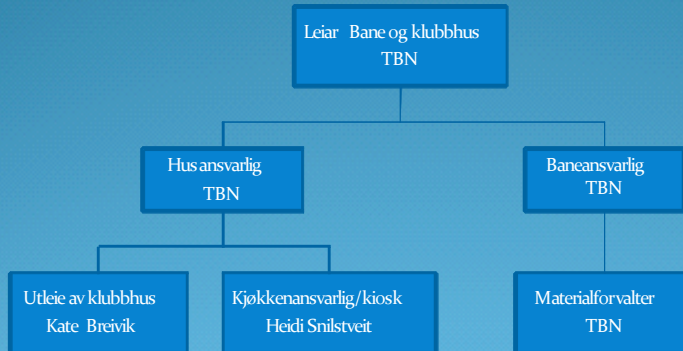 Leiar Bane og klubbhus
TBN
Hus ansvarlig
TBN
Baneansvarlig
TBN
Utleie av klubbhus
Kate Breivik
Kjøkkenansvarlig/kiosk
Heidi Snilstveit
Materialforvalter
TBN